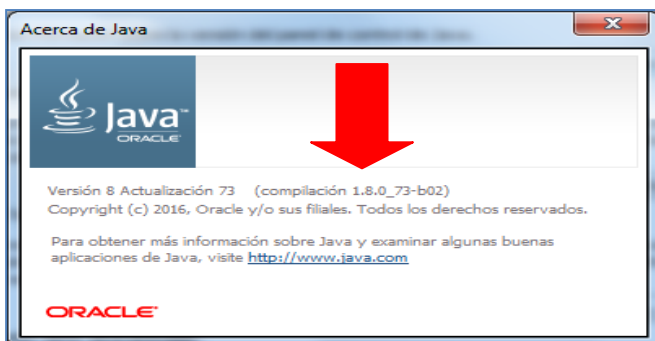 Acerca de Java
Java™
ORACLE
Versión 8 Actualización 73 (compilación 1.8.0_73-b02)
Copyright (c) 2016, Oracle y/o sus filiales. Todos los derechos reservados.
Para obtener más información sobre Java y examinar algunas buenas
aplicaciones de Java, visite http://www.java.com
ORACLE®